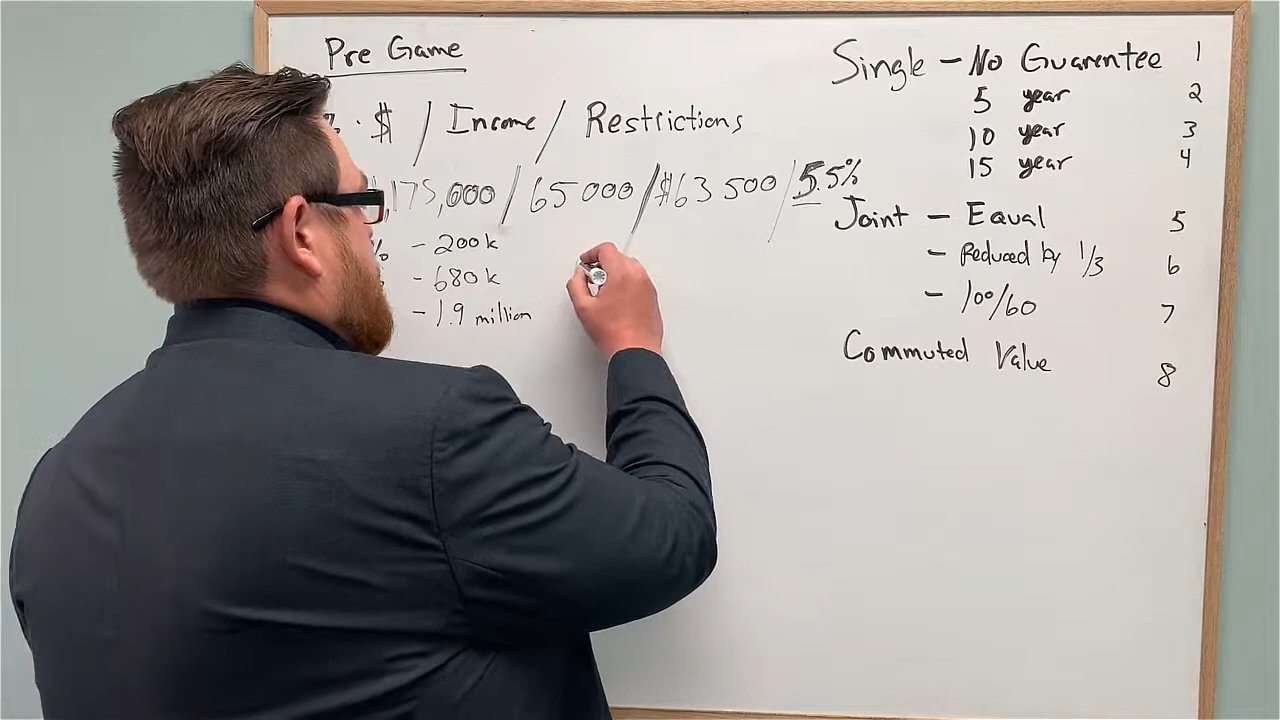 Pre Game
$ / Income / Restrictions
175,000 / 65 000 / $63 500 / 5.5%
% - 200k
- 680k
- 1.9 million
Single - No Guarentee 1
5 year 2
10 year 3
15 year 4
Joint - Equal 5
- Reduced by 1/3 6
- 100/60 7
Commuted Value 8